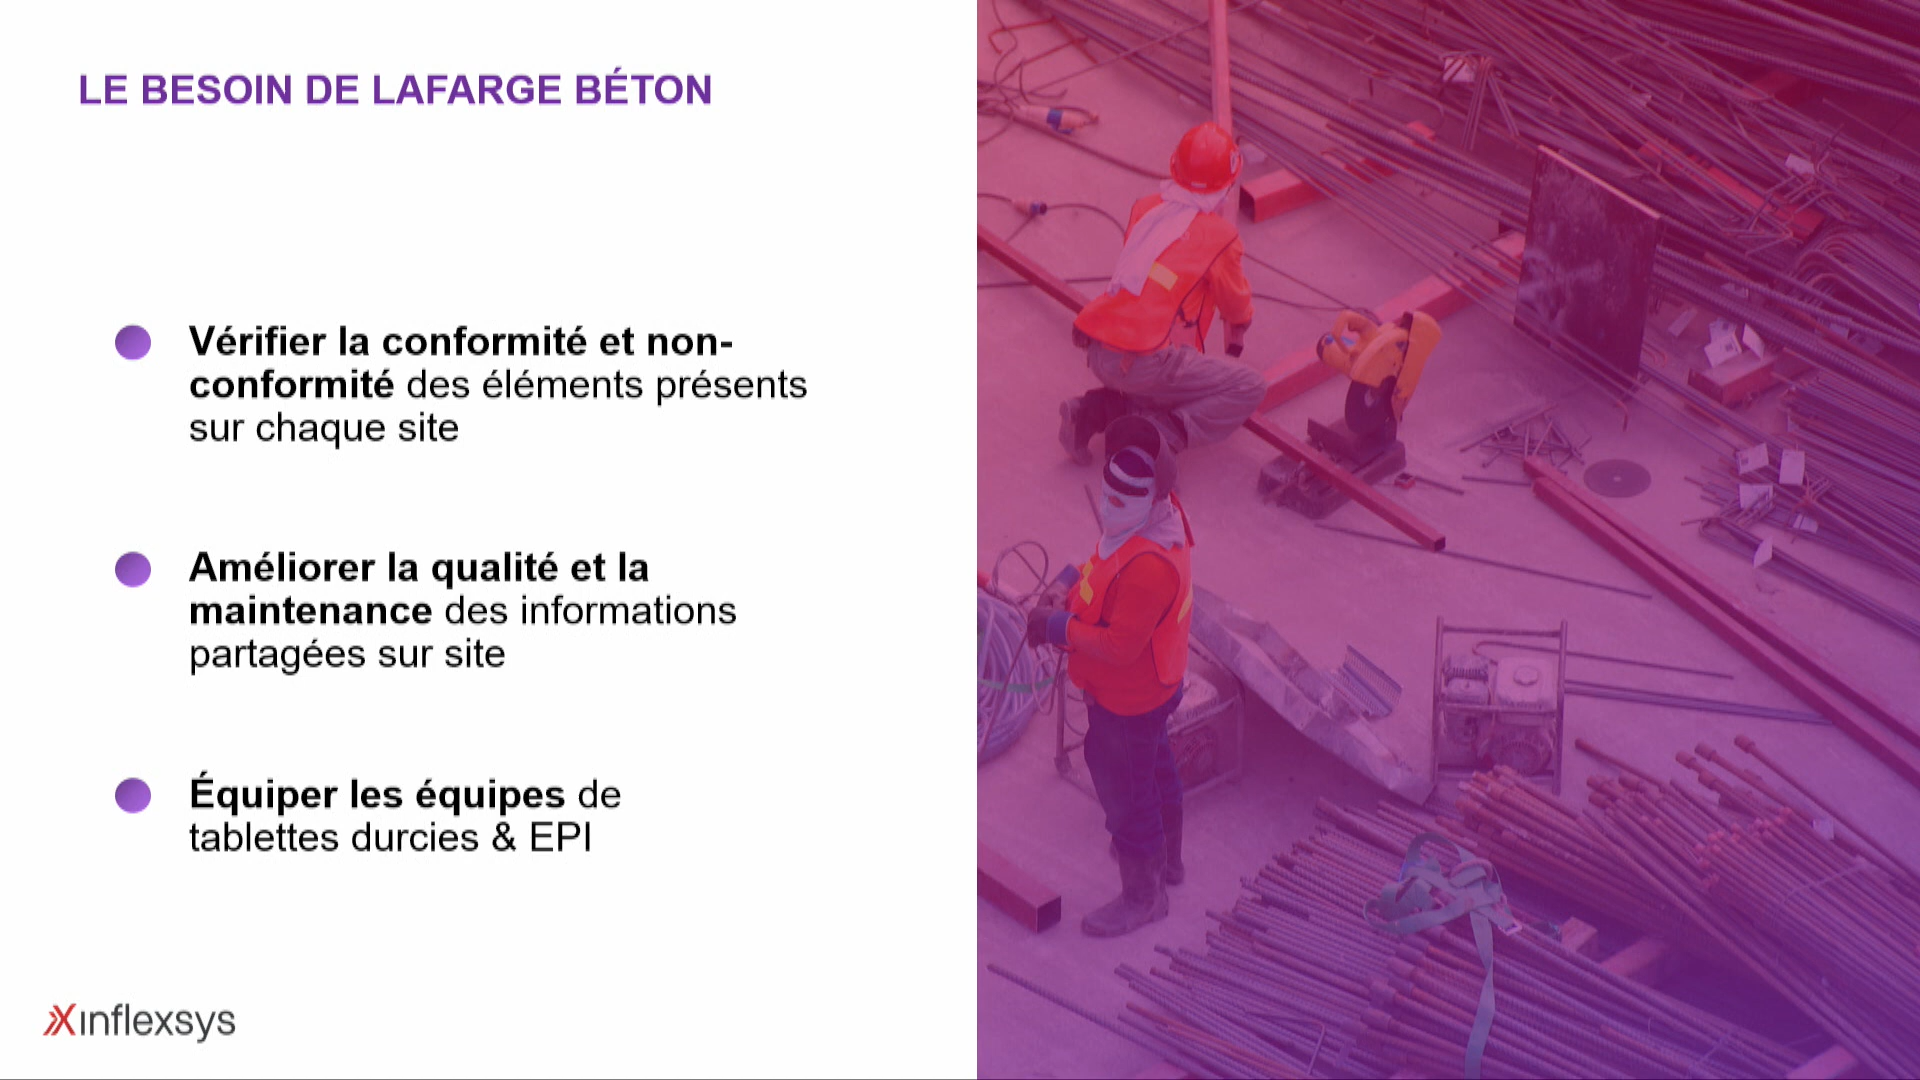 LE BESOIN DE LAFARGE BÉTON
Vérifier la conformité et non-
conformité des éléments présents
sur chaque site
Améliorer la qualité et la
maintenance des informations
partagées sur site
Équiper les équipes de
tablettes durcies & EPI
inflexsys